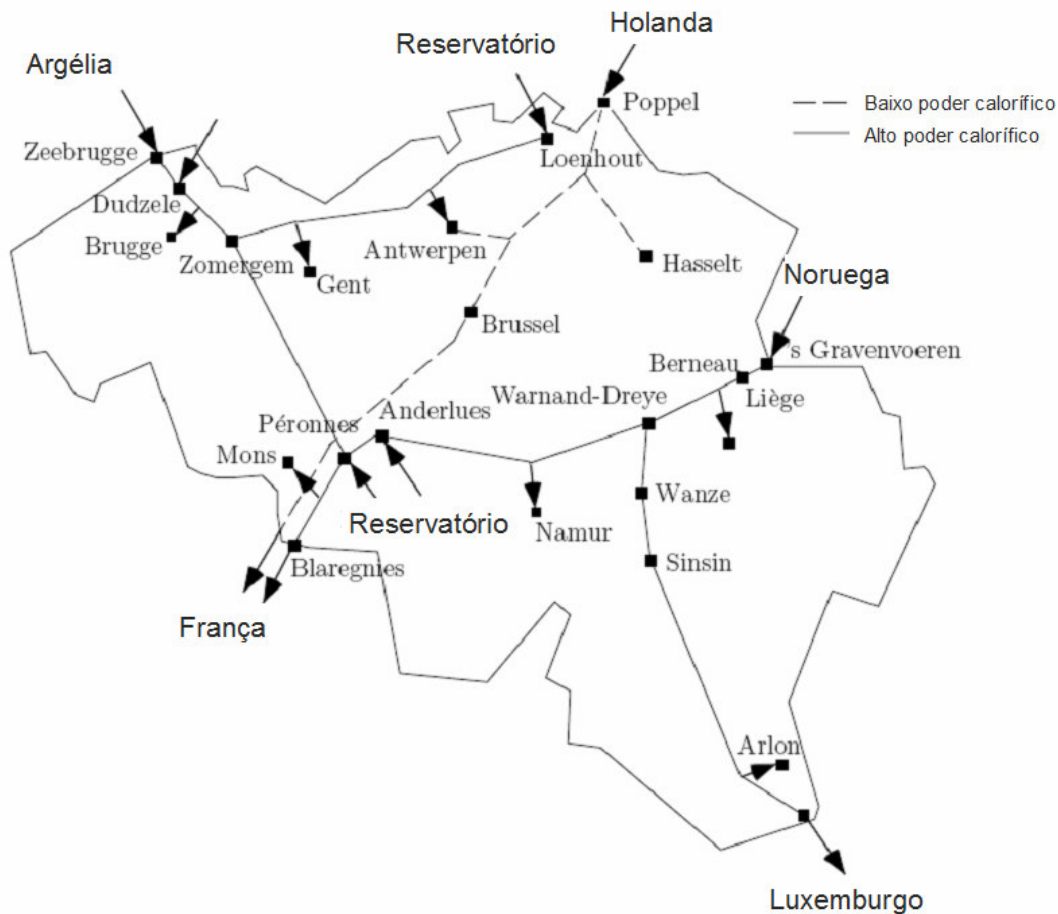 Holanda
Reservatório
Argélia
Poppel
Baixo poder calorífico
Alto poder calorífico
Zeebrugge
Loenhout
Dudzele
Brugge
Zomergem
Antwerpen
Gent
Hasselt
Noruega
Brussel
's Gravenvoeren
Berneau
Liège
Warnand-Dreye
Anderlues
Péronnes
Mons
Wanze
Reservatório
Namur
Blaregnies
Sinsin
França
Arlon
Luxemburgo